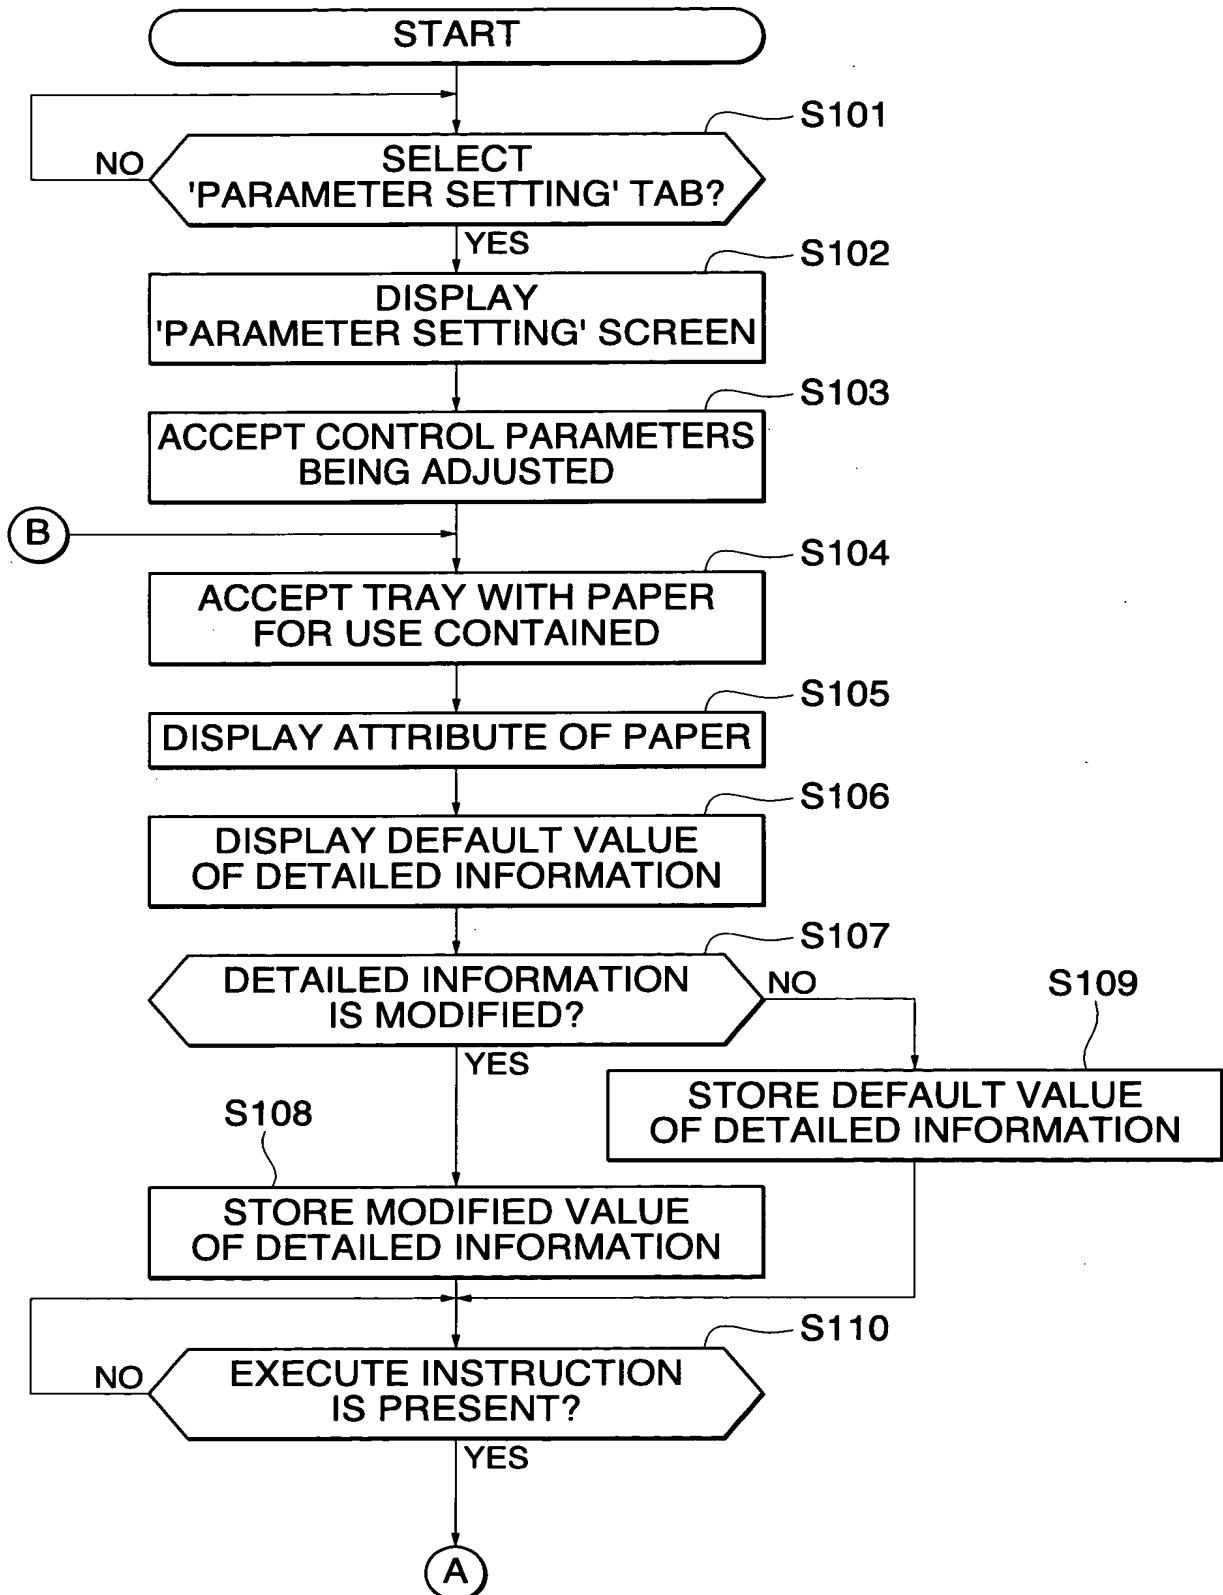 START
S101
NO
SELECT
'PARAMETER SETTING' TAB?
YES
S102
DISPLAY
'PARAMETER SETTING' SCREEN
S103
ACCEPT CONTROL PARAMETERS
BEING ADJUSTED
B
S104
ACCEPT TRAY WITH PAPER
FOR USE CONTAINED
S105
DISPLAY ATTRIBUTE OF PAPER
S106
DISPLAY DEFAULT VALUE
OF DETAILED INFORMATION
S107
DETAILED INFORMATION
IS MODIFIED?
NO
YES
S109
STORE DEFAULT VALUE
OF DETAILED INFORMATION
S108
STORE MODIFIED VALUE
OF DETAILED INFORMATION
S110
NO
EXECUTE INSTRUCTION
IS PRESENT?
YES
A